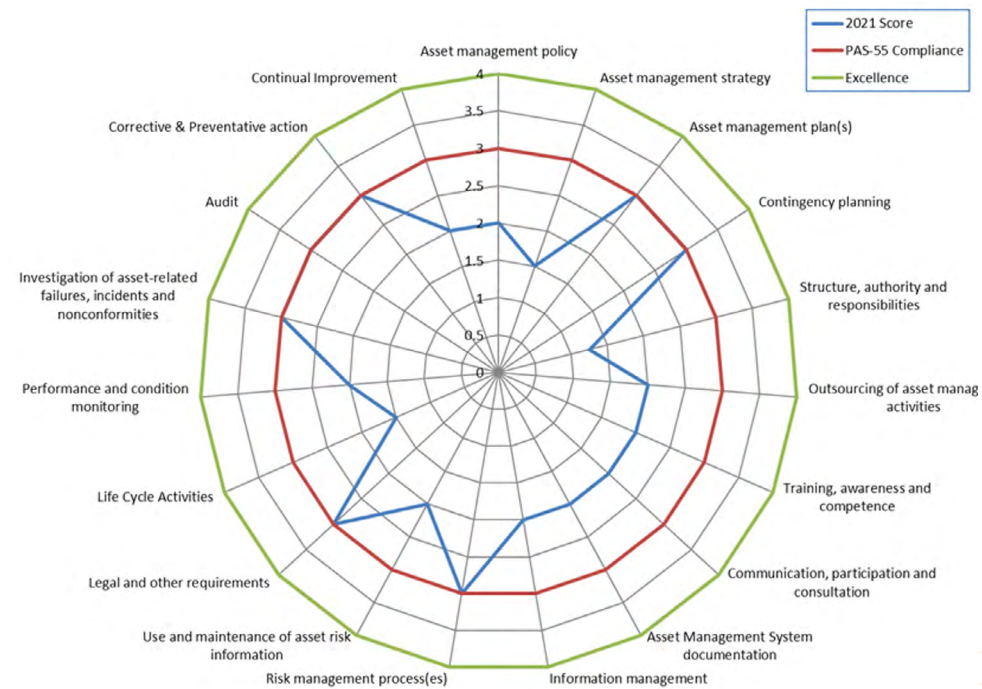 2021 Score
PAS-55 Compliance
Excellence
Asset management policy
Asset management strategy
Asset management plan(s)
Contingency planning
Structure, authority and
responsibilities
Outsourcing of asset manag
activities
Training, awareness and
competence
Communication, participation and
consultation
Asset Management System
documentation
Information management
Risk management process(es)
Use and maintenance of asset risk
information
Legal and other requirements
Life Cycle Activities
Performance and condition
monitoring
Investigation of asset-related
failures, incidents and
nonconformities
Audit
Corrective & Preventative action
Continual Improvement
4
3.5
3
2.5
2
1.5
1
0.5
0